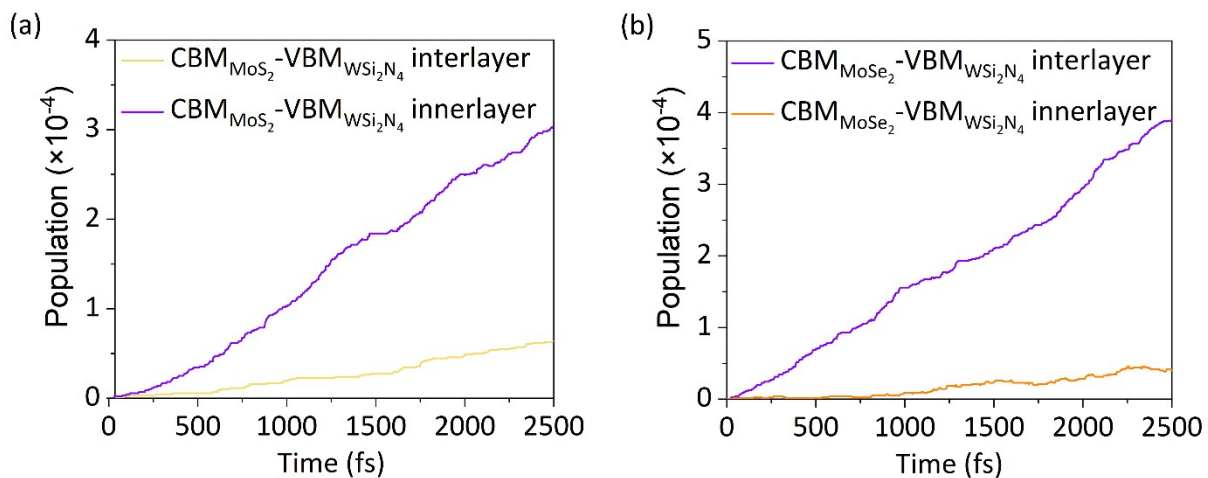 (a)
4
3
2
1
0
Population (×10⁻⁴)
CBM_MoS₂-VBM_WSi₂N₄ interlayer
CBM_MoS₂-VBM_WSi₂N₄ innerlayer
0 500 1000 1500 2000 2500
Time (fs)
(b)
5
4
3
2
1
0
Population (×10⁻⁴)
CBM_MoSe₂-VBM_WSi₂N₄ interlayer
CBM_MoSe₂-VBM_WSi₂N₄ innerlayer
0 500 1000 1500 2000 2500
Time (fs)